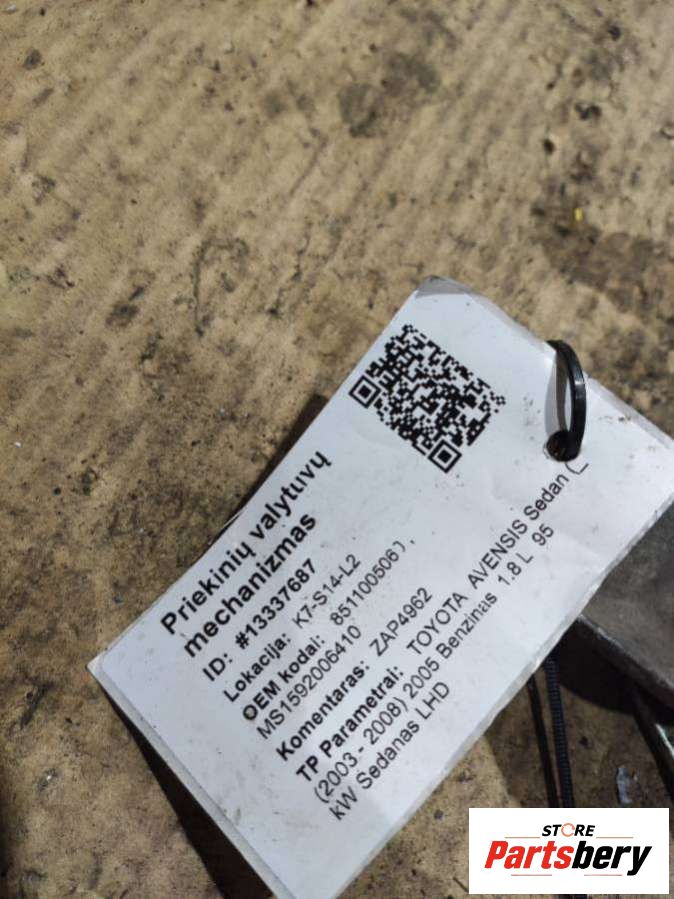 Priekinių valytuvų
mechanizmas
ID: #13337687
Lokacija: K7-S14-L2
OEM kodai: 851100506),
MS1592006410
Komentaras: ZAP4962
TP Parametrai: TOYOTA AVENSIS Sedan (_
(2003.- 2008) 2005 Benzinas 1.8 L 95
kW Sedanas LHD
STORE
Partsbery